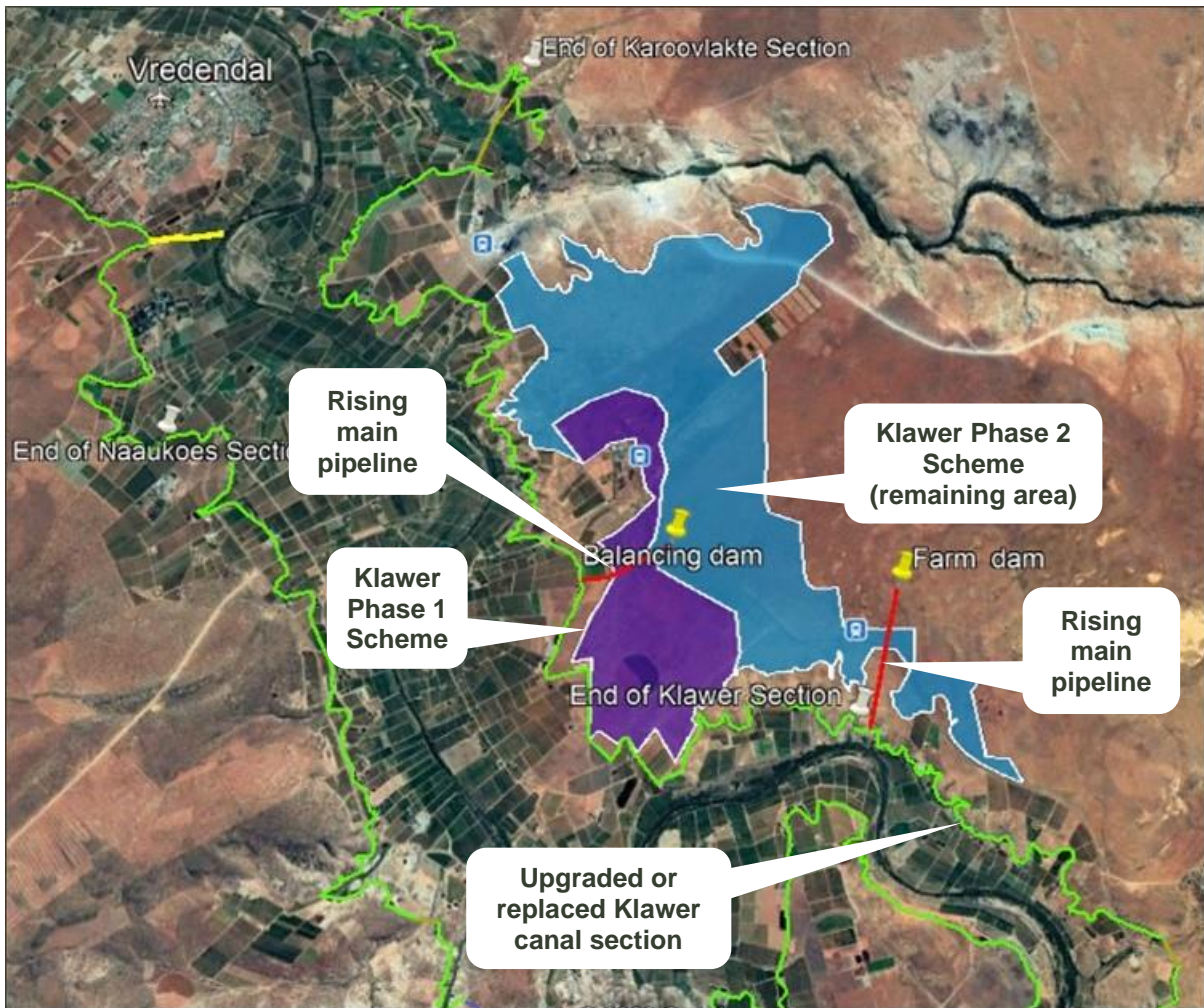 End of Karoovlakte Section
Vredendal
Rising
main
pipeline
Klawer Phase 2
Scheme
(remaining area)
End of Naaukoes Secti
Balancing dam
Farm dam
Klawer
Phase 1
Scheme
Rising
main
pipeline
End of Klawer Section
Upgraded or
replaced Klawer
canal section